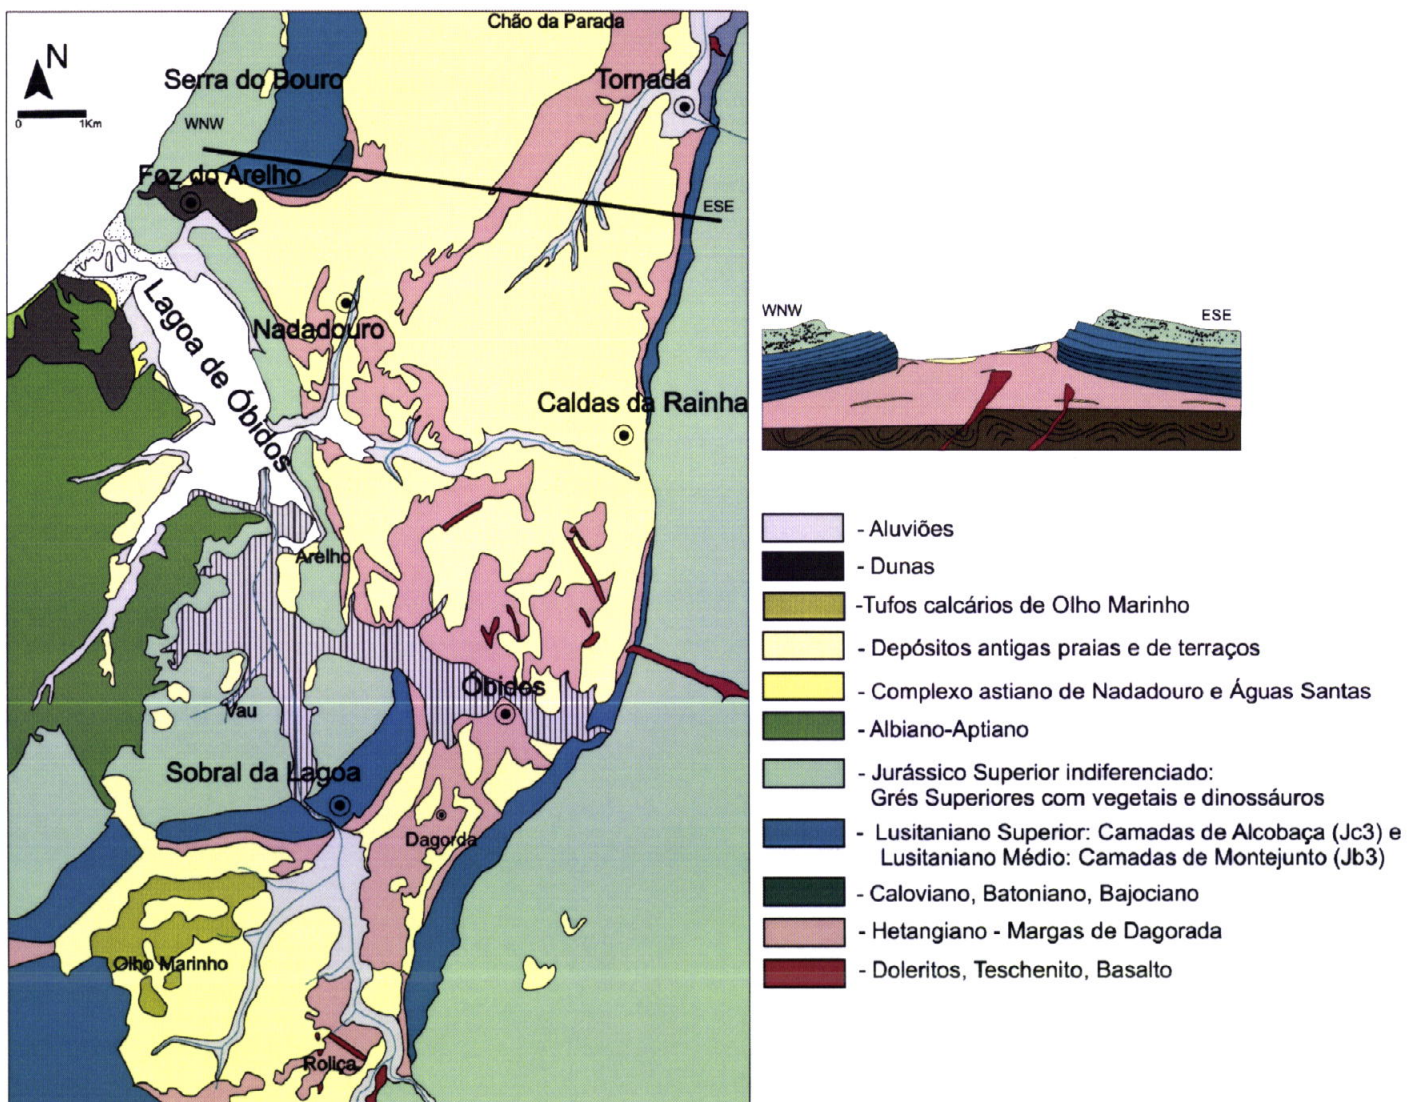 Chão da Parada
N
Serra do Bouro
Tornada
0 1Km
WNW
Foz do Arelho
ESE
Lagoa de Óbidos
Nadadouro
Caldas da Rainha
Arelho
Óbidos
Vau
Sobral da Lagoa
Dagorda
Olho Marinho
Roliça
WNW
ESE
- Aluviões
- Dunas
-Tufos calcários de Olho Marinho
- Depósitos antigas praias e de terraços
- Complexo astiano de Nadadouro e Águas Santas
- Albiano-Aptiano
- Jurássico Superior indiferenciado:
Grés Superiores com vegetais e dinossáuros
- Lusitaniano Superior: Camadas de Alcobaça (Jc3) e
Lusitaniano Médio: Camadas de Montejunto (Jb3)
- Caloviano, Batoniano, Bajociano
- Hetangiano - Margas de Dagorada
- Doleritos, Teschenito, Basalto